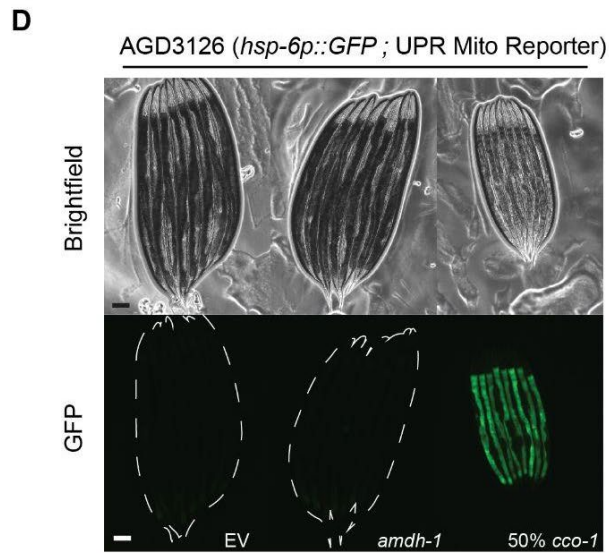 D
AGD3126 (hsp-6p::GFP ; UPR Mito Reporter)
Brightfield
GFP
EV
amdh-1
50% cco-1